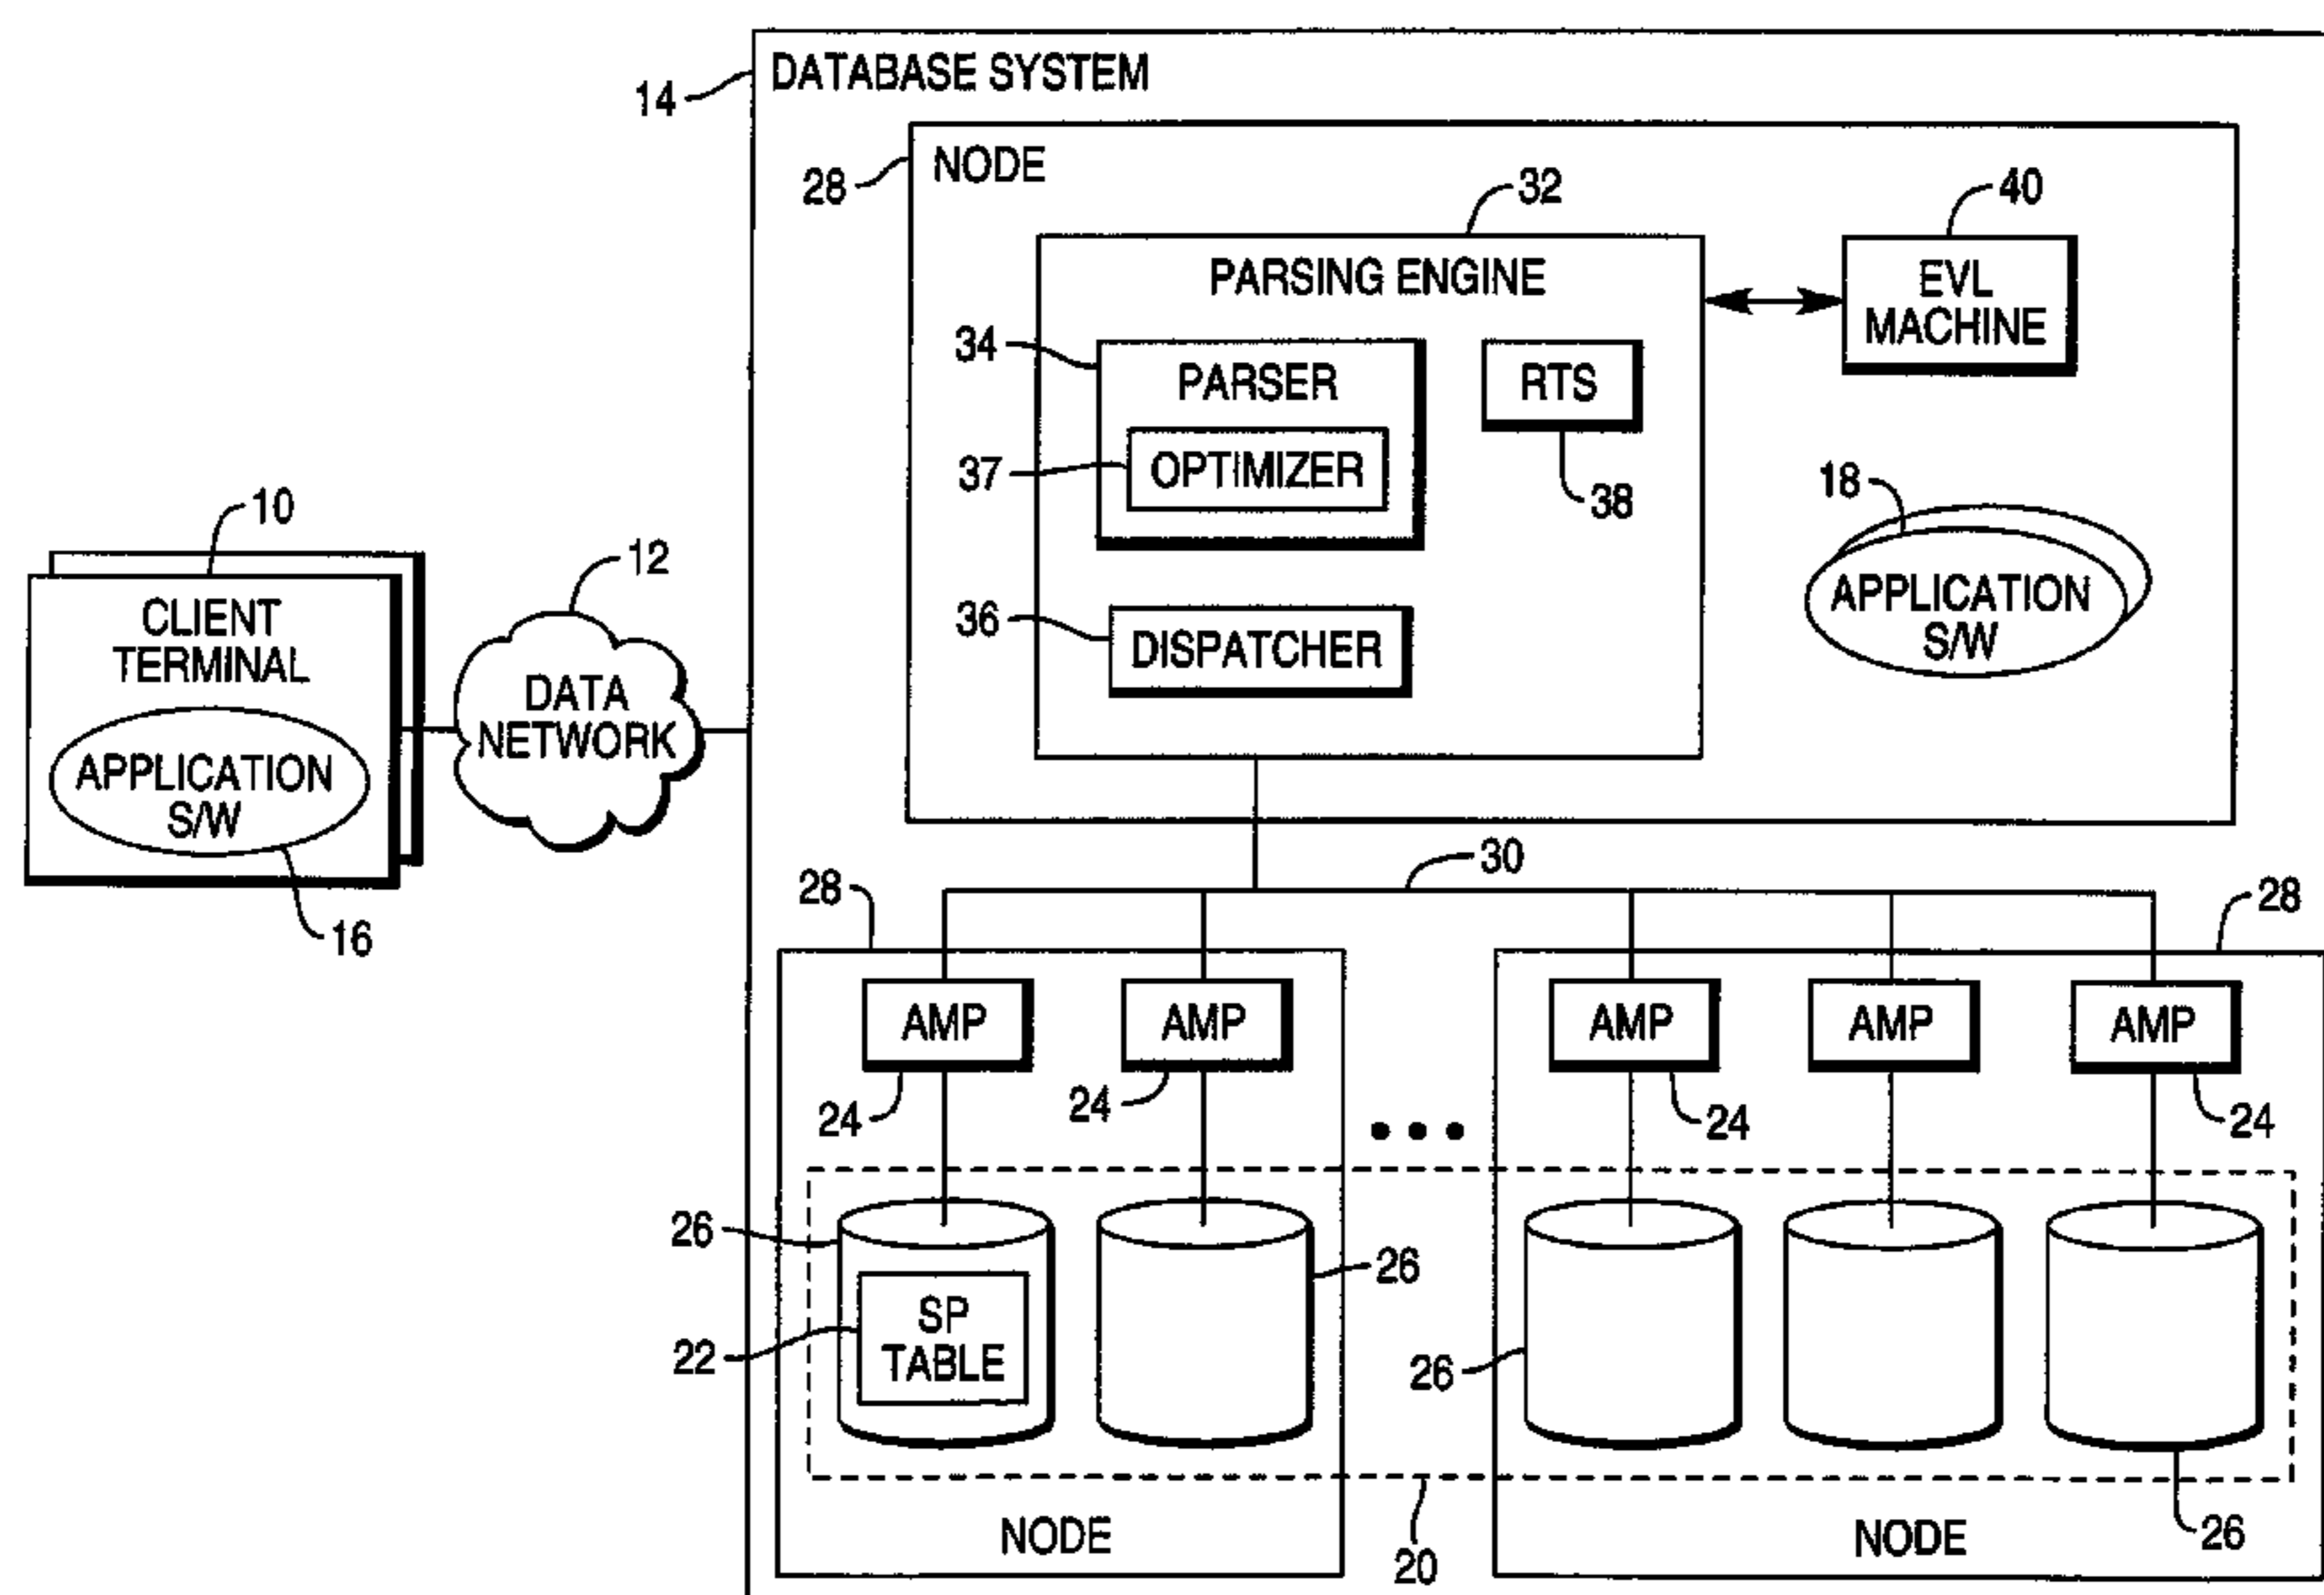 14
DATABASE SYSTEM
28
NODE
32
40
PARSING ENGINE
EVL
MACHINE
34
PARSER
RTS
37
OPTIMIZER
38
18
APPLICATION
S/W
36
DISPATCHER
10
CLIENT
TERMINAL
APPLICATION
S/W
16
12
DATA
NETWORK
30
28
28
AMP
AMP
AMP
AMP
AMP
24
24
24
24
26
SP
TABLE
22
26
26
26
NODE
20
NODE